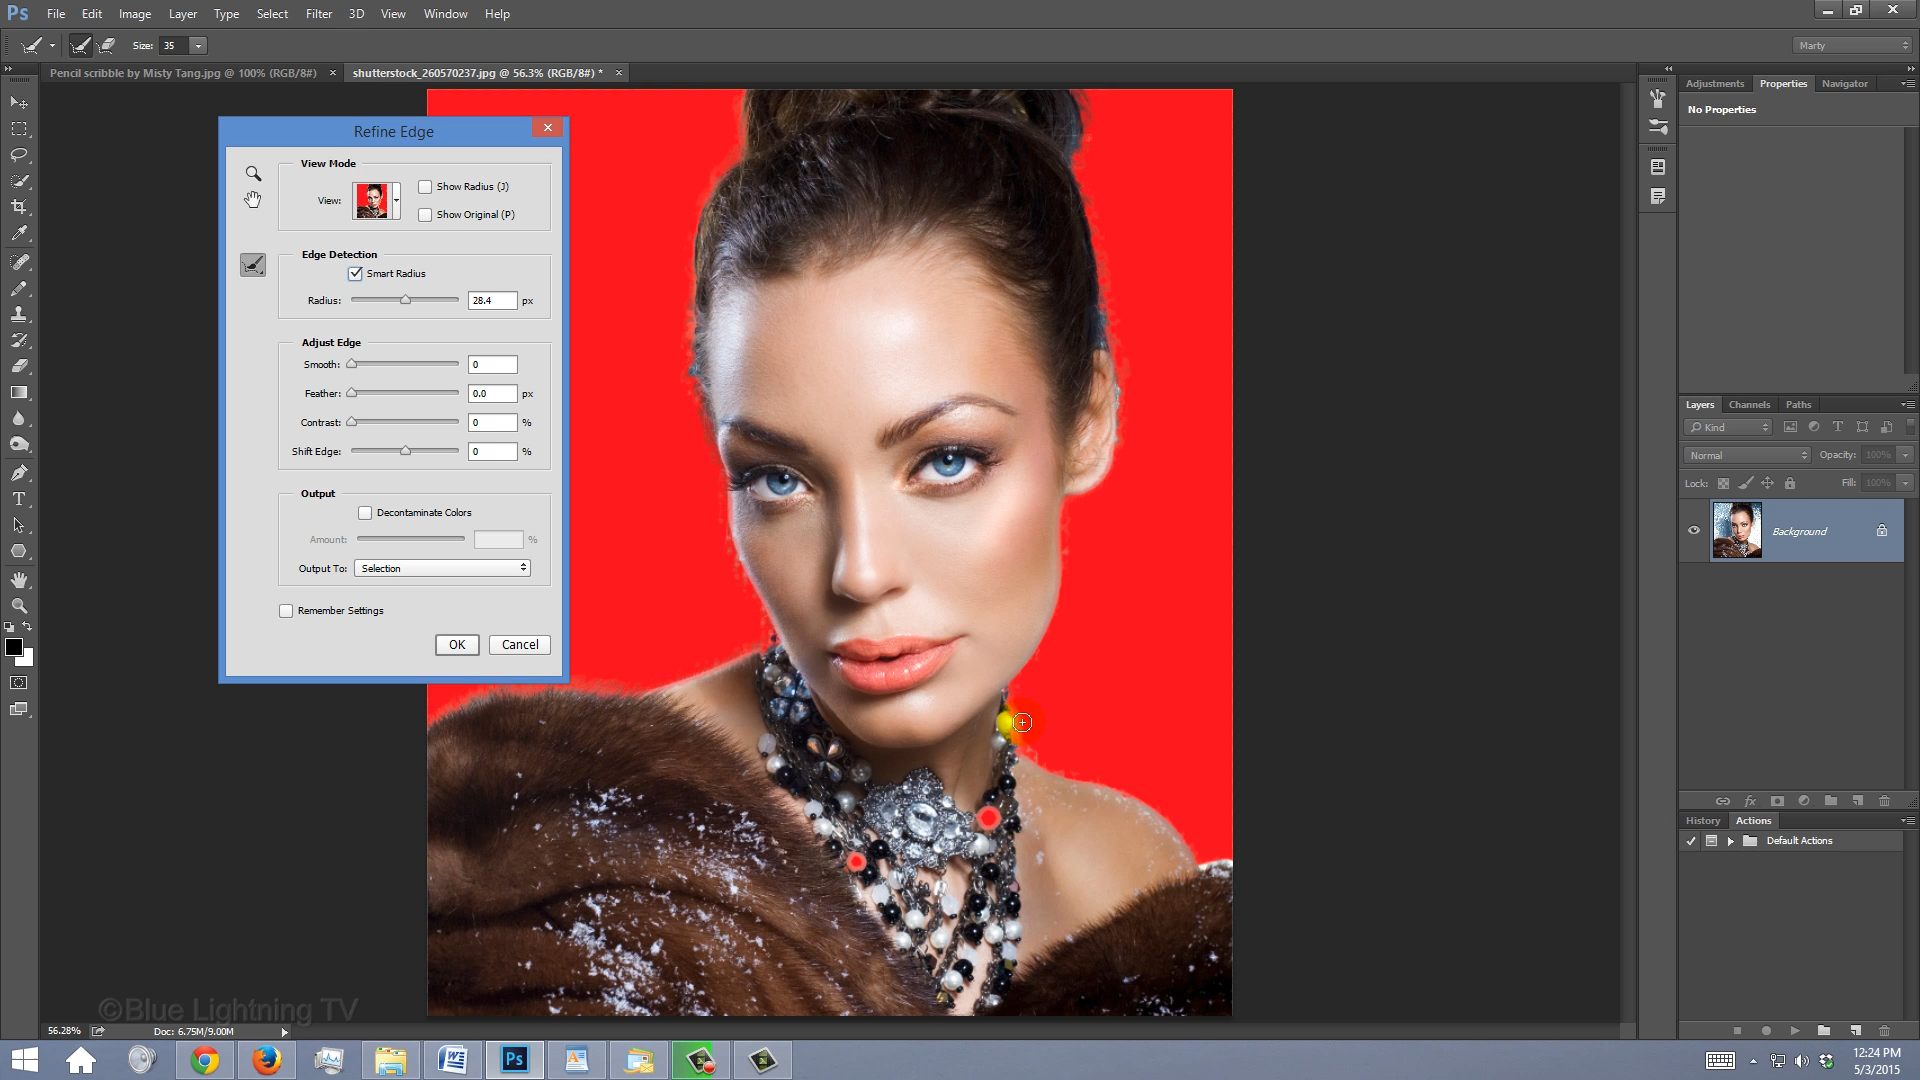 Ps File Edit Image Layer Type Select Filter 3D View Window Help
Size: 35
Marty
Pencil scribble by Misty Tang.jpg @ 100% (RGB/8#) ×
shutterstock_260570237.jpg @ 56.3% (RGB/8#) * ×
Refine Edge
View Mode
View:
Show Radius (J)
Show Original (P)
Edge Detection
Smart Radius
Radius: 28.4 px
Adjust Edge
Smooth: 0
Feather: 0.0 px
Contrast: 0 %
Shift Edge: 0 %
Output
Decontaminate Colors
Amount: %
Output To: Selection
Remember Settings
OK Cancel
Adjustments Properties Navigator
No Properties
Layers Channels Paths
Kind
Normal Opacity: 100%
Lock: Fill: 100%
Background
History Actions
Default Actions
©Blue Lightning TV
56.28% Doc: 6.75M/9.00M
Ps
12:24 PM
5/3/2015